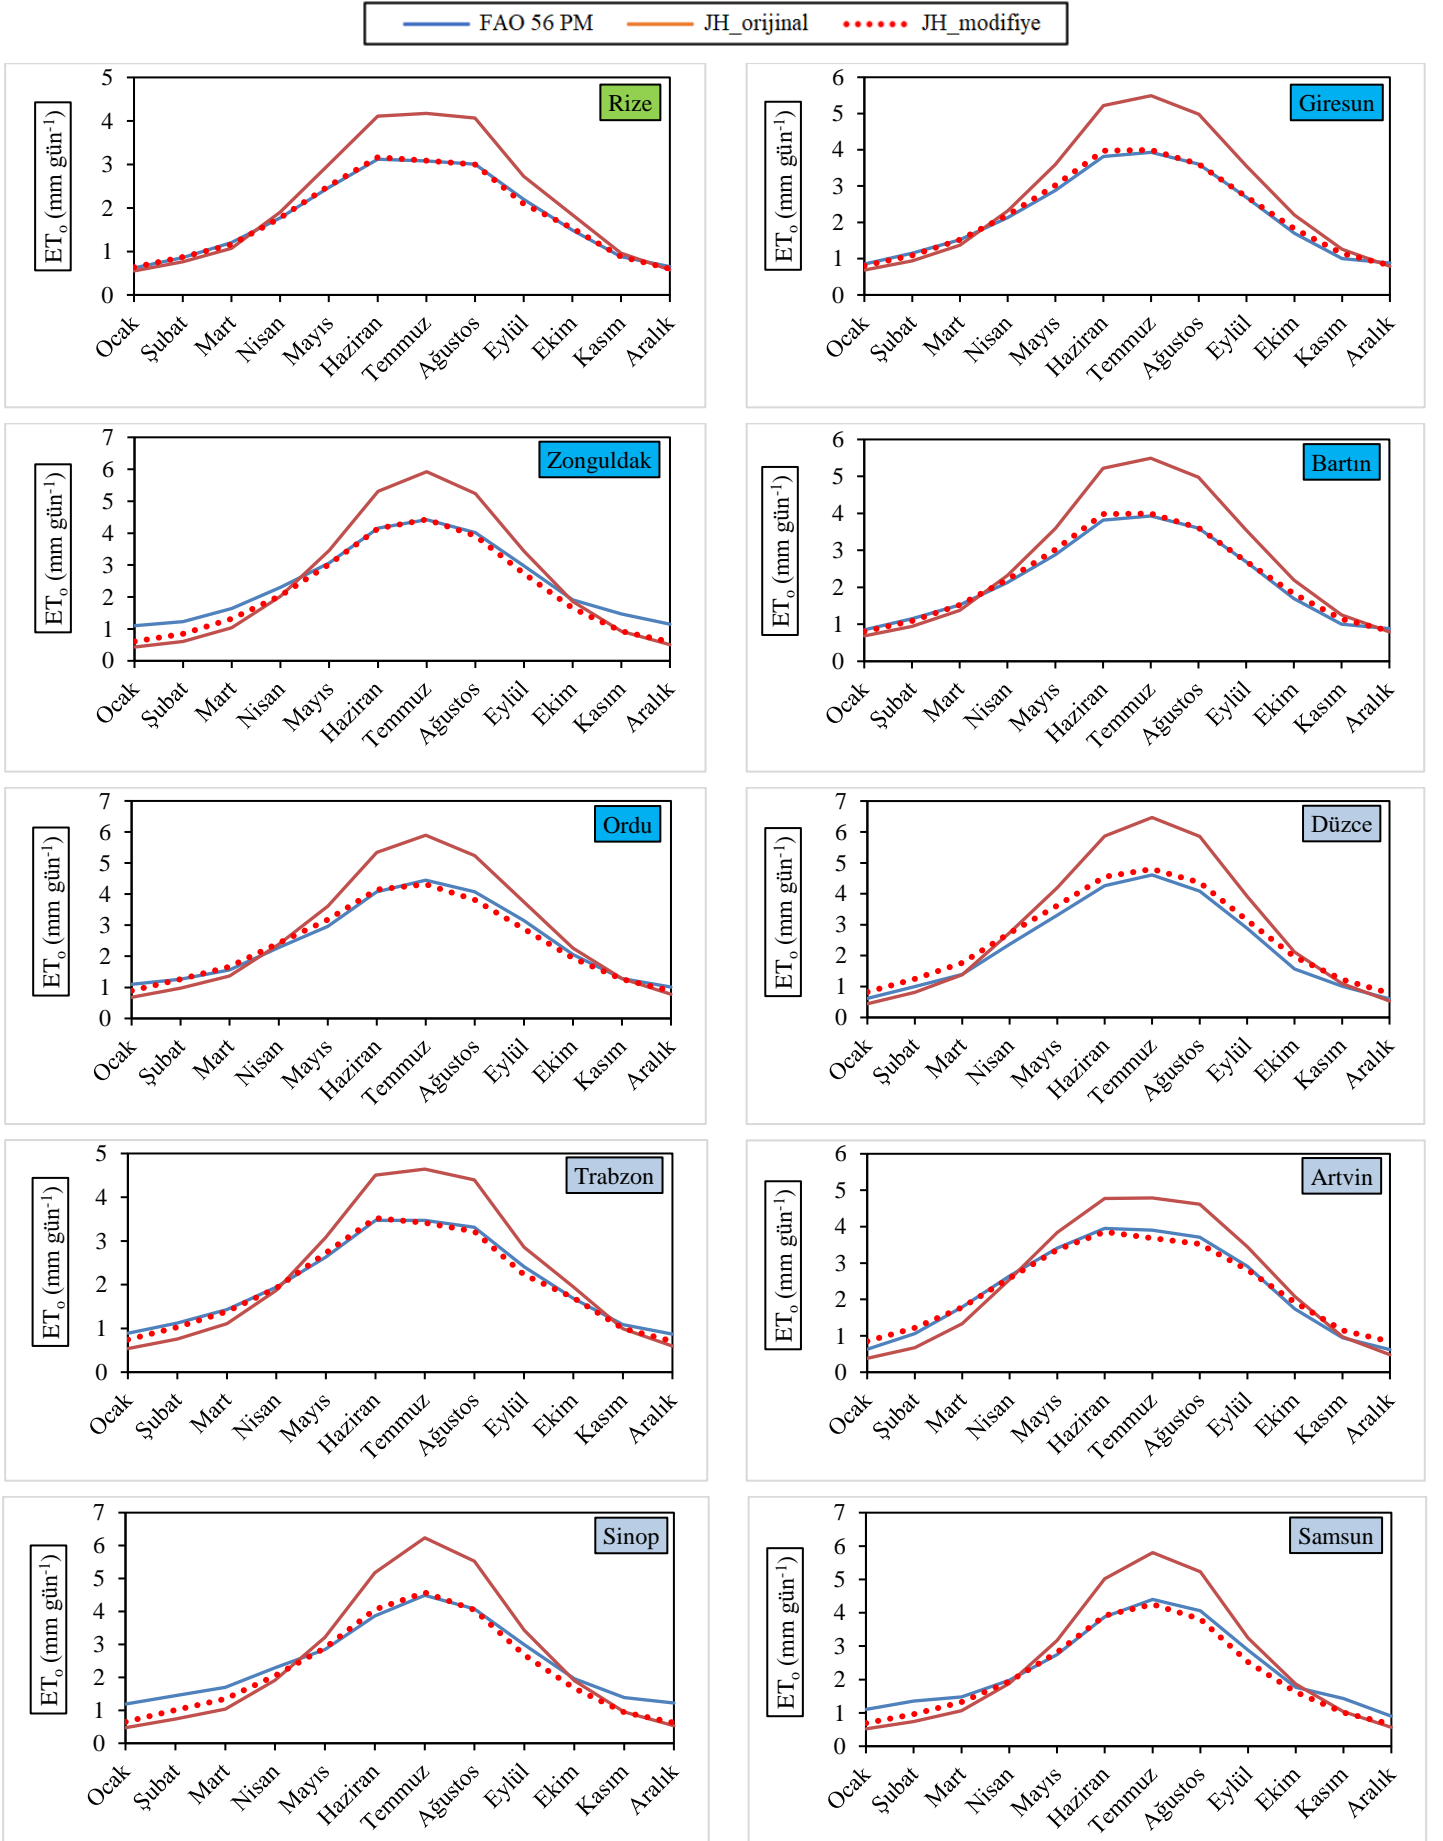 FAO 56 PM JH_orijinal JH_modifiye
Rize
ET₀ (mm gün⁻¹)
5
4
3
2
1
0
Ocak Şubat Mart Nisan Mayıs Haziran Temmuz Ağustos Eylül Ekim Kasım Aralık
Giresun
ET₀ (mm gün⁻¹)
6
5
4
3
2
1
0
Ocak Şubat Mart Nisan Mayıs Haziran Temmuz Ağustos Eylül Ekim Kasım Aralık
Zonguldak
ET₀ (mm gün⁻¹)
7
6
5
4
3
2
1
0
Ocak Şubat Mart Nisan Mayıs Haziran Temmuz Ağustos Eylül Ekim Kasım Aralık
Bartın
ET₀ (mm gün⁻¹)
6
5
4
3
2
1
0
Ocak Şubat Mart Nisan Mayıs Haziran Temmuz Ağustos Eylül Ekim Kasım Aralık
Ordu
ET₀ (mm gün⁻¹)
7
6
5
4
3
2
1
0
Ocak Şubat Mart Nisan Mayıs Haziran Temmuz Ağustos Eylül Ekim Kasım Aralık
Düzce
ET₀ (mm gün⁻¹)
7
6
5
4
3
2
1
0
Ocak Şubat Mart Nisan Mayıs Haziran Temmuz Ağustos Eylül Ekim Kasım Aralık
Trabzon
ET₀ (mm gün⁻¹)
5
4
3
2
1
0
Ocak Şubat Mart Nisan Mayıs Haziran Temmuz Ağustos Eylül Ekim Kasım Aralık
Artvin
ET₀ (mm gün⁻¹)
6
5
4
3
2
1
0
Ocak Şubat Mart Nisan Mayıs Haziran Temmuz Ağustos Eylül Ekim Kasım Aralık
Sinop
ET₀ (mm gün⁻¹)
7
6
5
4
3
2
1
0
Ocak Şubat Mart Nisan Mayıs Haziran Temmuz Ağustos Eylül Ekim Kasım Aralık
Samsun
ET₀ (mm gün⁻¹)
7
6
5
4
3
2
1
0
Ocak Şubat Mart Nisan Mayıs Haziran Temmuz Ağustos Eylül Ekim Kasım Aralık